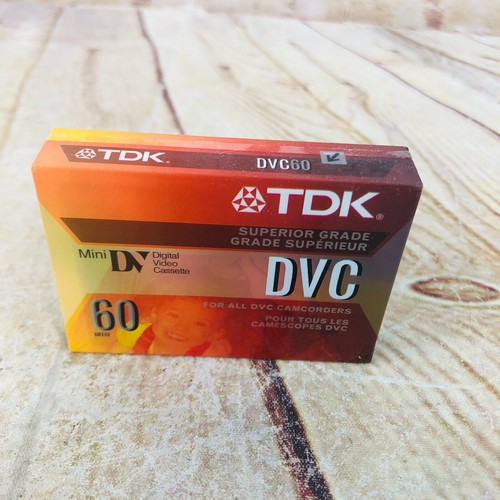 TDK
DVC60
TDK
SUPERIOR GRADE
GRADE SUPÉRIEUR
Mini DV Digital Video Cassette
DVC
60
FOR ALL DVC CAMCORDERS
POUR TOUS LES
CAMESCOPES DVC